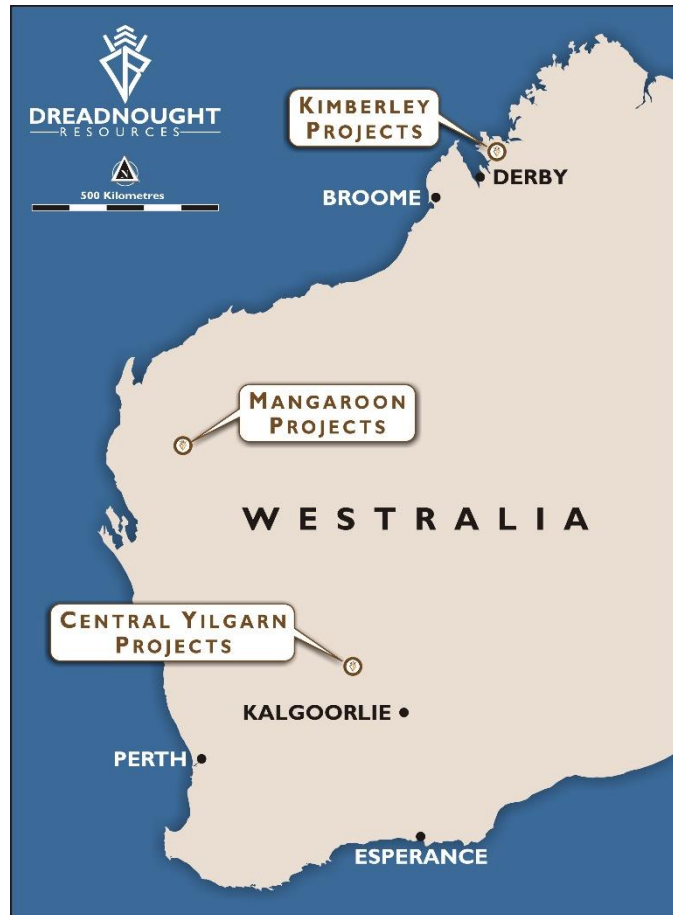 DREADNOUGHT
RESOURCES
500 Kilometres
KIMBERLEY
PROJECTS
DERBY
BROOME
MANGAROON
PROJECTS
WESTRALIA
CENTRAL YILGARN
PROJECTS
KALGOORLIE
PERTH
ESPERANCE